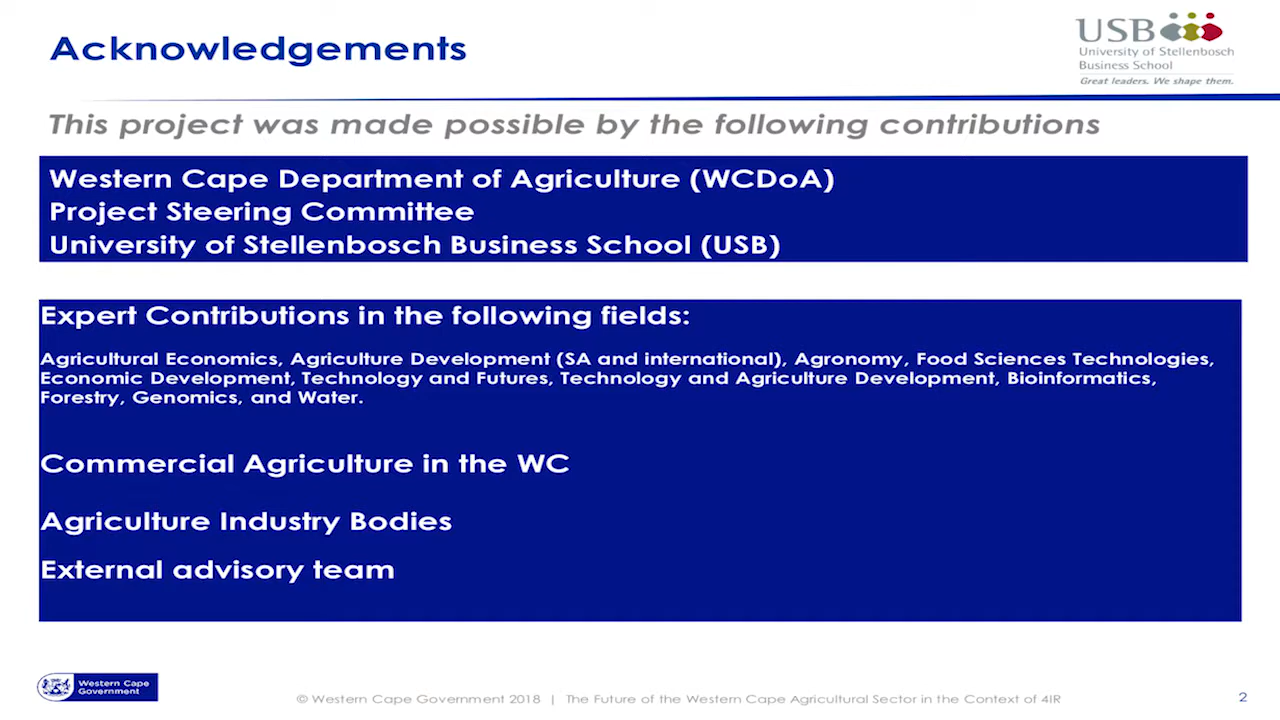 Acknowledgements
USB
University of Stellenbosch
Business School
Great leaders. We shape them.
This project was made possible by the following contributions
Western Cape Department of Agriculture (WCDoA)
Project Steering Committee
University of Stellenbosch Business School (USB)
Expert Contributions in the following fields:
Agricultural Economics, Agriculture Development (SA and international), Agronomy, Food Sciences Technologies,
Economic Development, Technology and Futures, Technology and Agriculture Development, Bioinformatics,
Forestry, Genomics, and Water.
Commercial Agriculture in the WC
Agriculture Industry Bodies
External advisory team
Western Cape
Government
© Western Cape Government 2018 | The Future of the Western Cape Agricultural Sector in the Context of 4IR
2